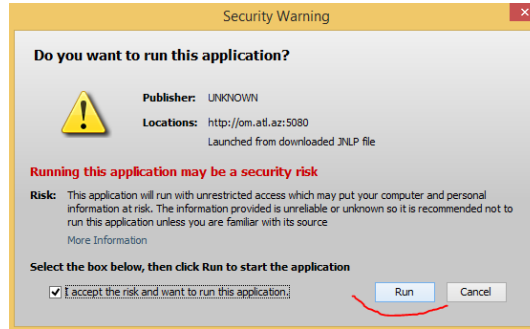 Security Warning
Do you want to run this application?
Publisher: UNKNOWN
Locations: http://om.atl.az:5080
Launched from downloaded JNLP file
Running this application may be a security risk
Risk: This application will run with unrestricted access which may put your computer and personal
information at risk. The information provided is unreliable or unknown so it is recommended not to
run this application unless you are familiar with its source
More Information
Select the box below, then click Run to start the application
I accept the risk and want to run this application.
Run Cancel